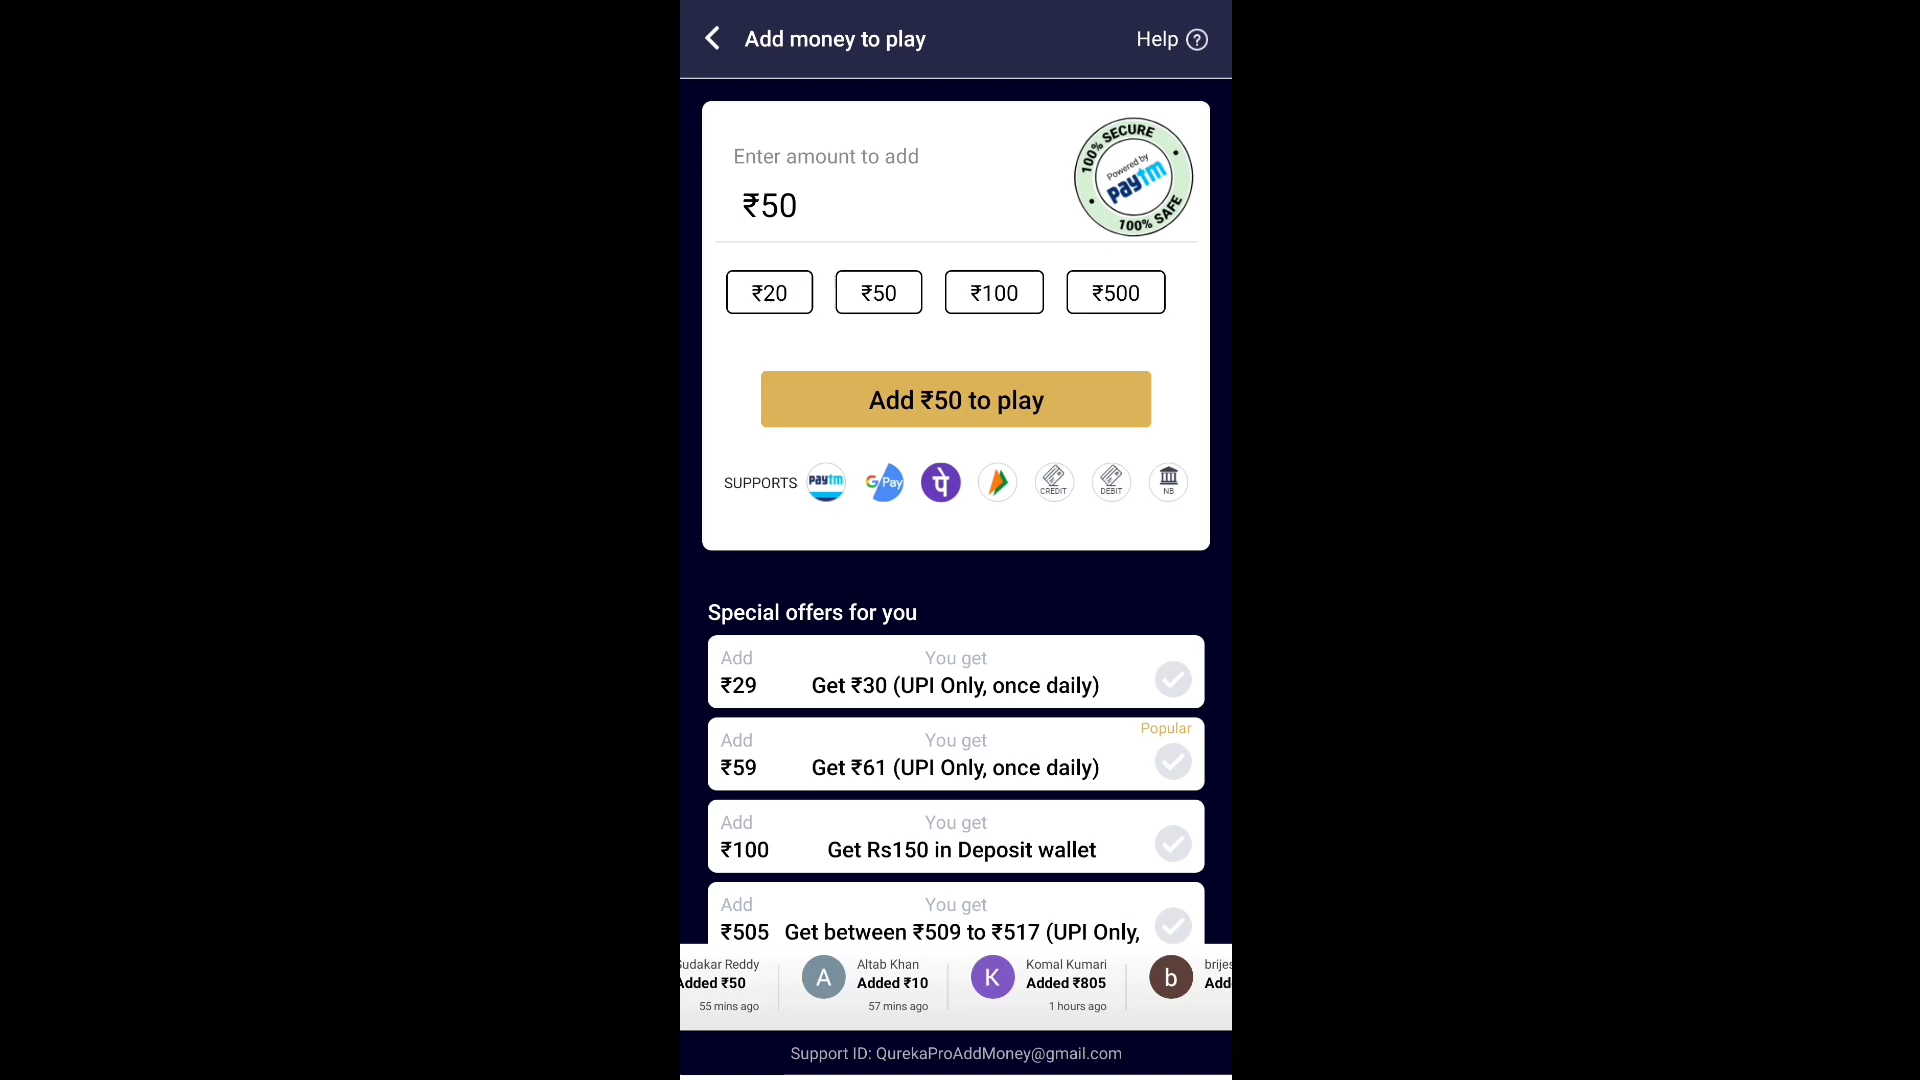 Add money to play
Help ?
Enter amount to add
₹50
100% SECURE
Powered by
paytm
100% SAFE
₹20 ₹50 ₹100 ₹500
Add ₹50 to play
SUPPORTS paytm G Pay पे CREDIT DEBIT NB
Special offers for you
Add You get
₹29 Get ₹30 (UPI Only, once daily)
Popular
Add You get
₹59 Get ₹61 (UPI Only, once daily)
Add You get
₹100 Get Rs150 in Deposit wallet
Add You get
₹505 Get between ₹509 to ₹517 (UPI Only,
Sudakar Reddy
Added ₹50
55 mins ago
A
Altab Khan
Added ₹10
57 mins ago
K
Komal Kumari
Added ₹805
1 hours ago
b
brijes
Add
Support ID: QurekaProAddMoney@gmail.com